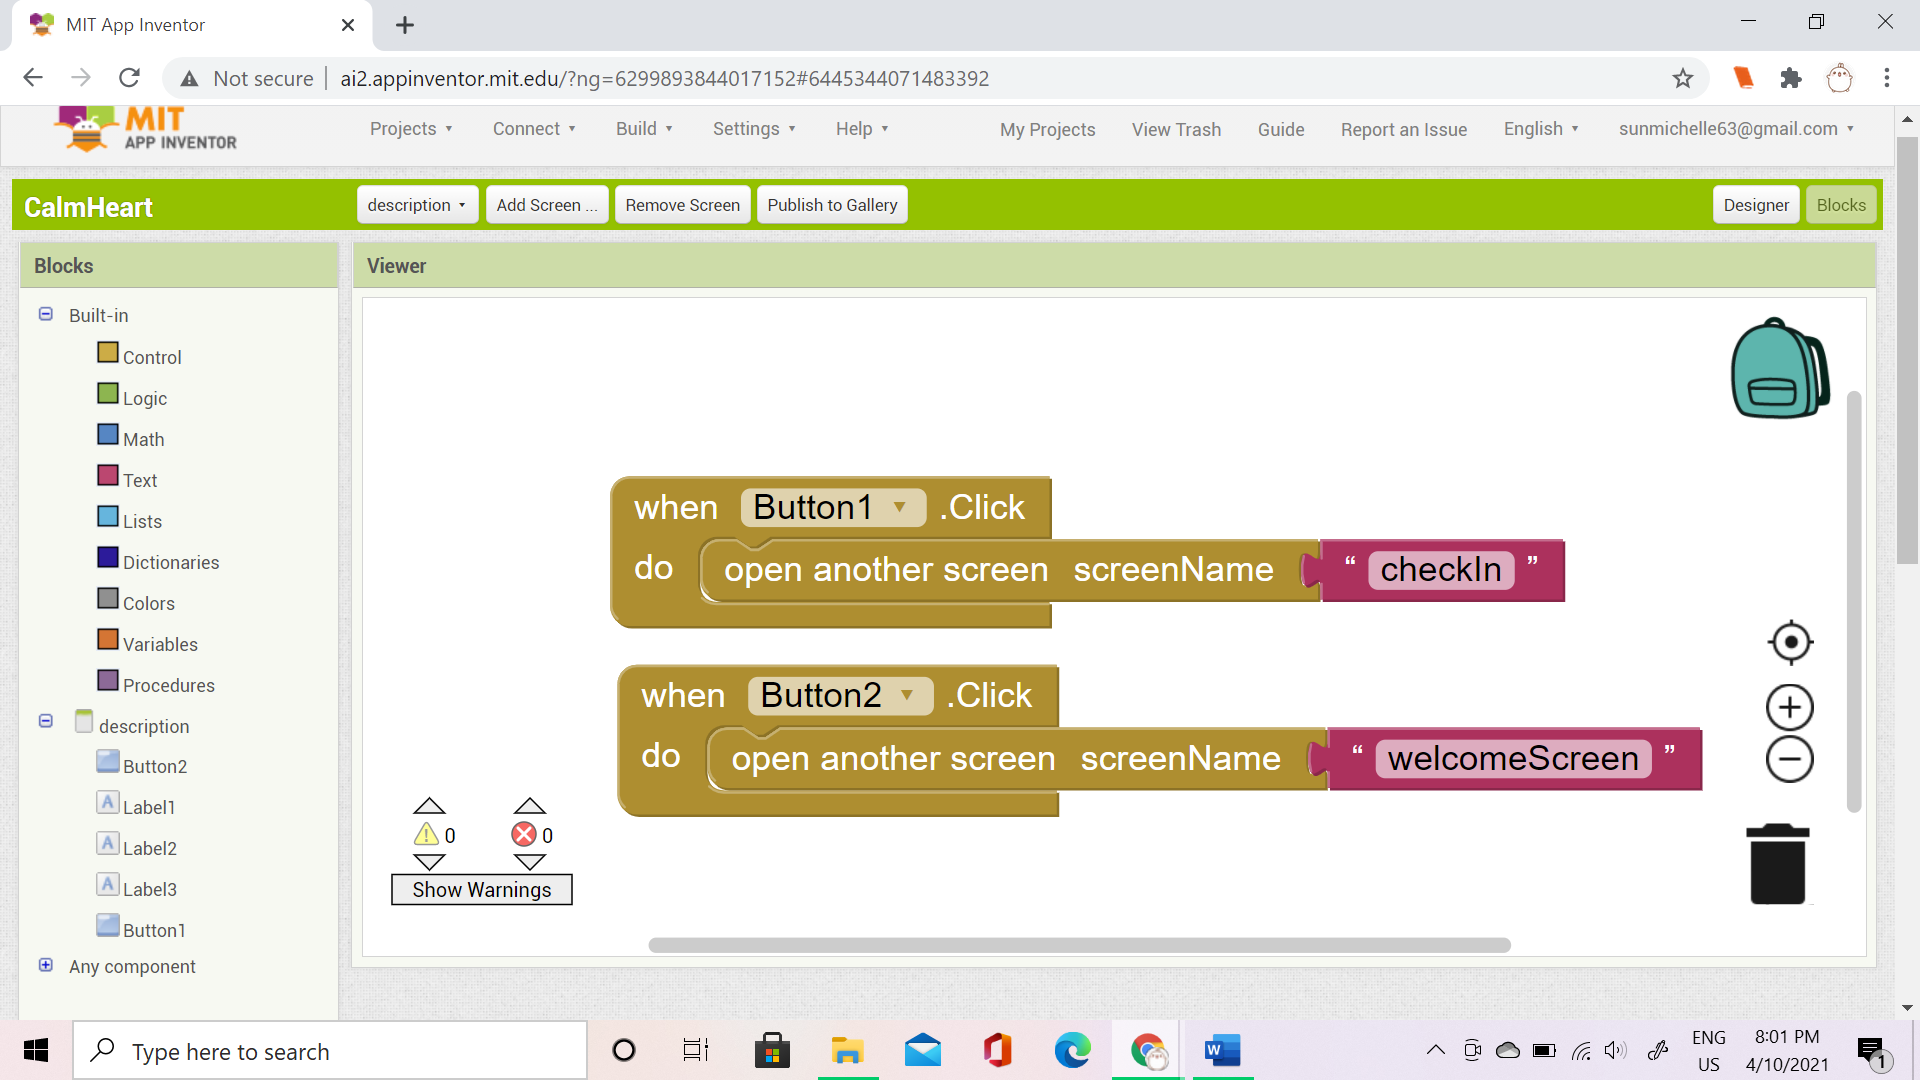 MIT App Inventor
Not secure
ai2.appinventor.mit.edu/?ng=6299893844017152#6445344071483392
MIT
APP INVENTOR
Projects Connect Build Settings Help My Projects View Trash Guide Report an Issue English sunmichelle63@gmail.com
CalmHeart
description Add Screen ... Remove Screen Publish to Gallery Designer Blocks
Blocks
Built-in
Control
Logic
Math
Text
Lists
Dictionaries
Colors
Variables
Procedures
description
Button2
Label1
Label2
Label3
Button1
Any component
Viewer
when Button1 .Click
do open another screen screenName “ checkIn ”
when Button2 .Click
do open another screen screenName “ welcomeScreen ”
0 0
Show Warnings
Type here to search
W
ENG
US
8:01 PM
4/10/2021
1